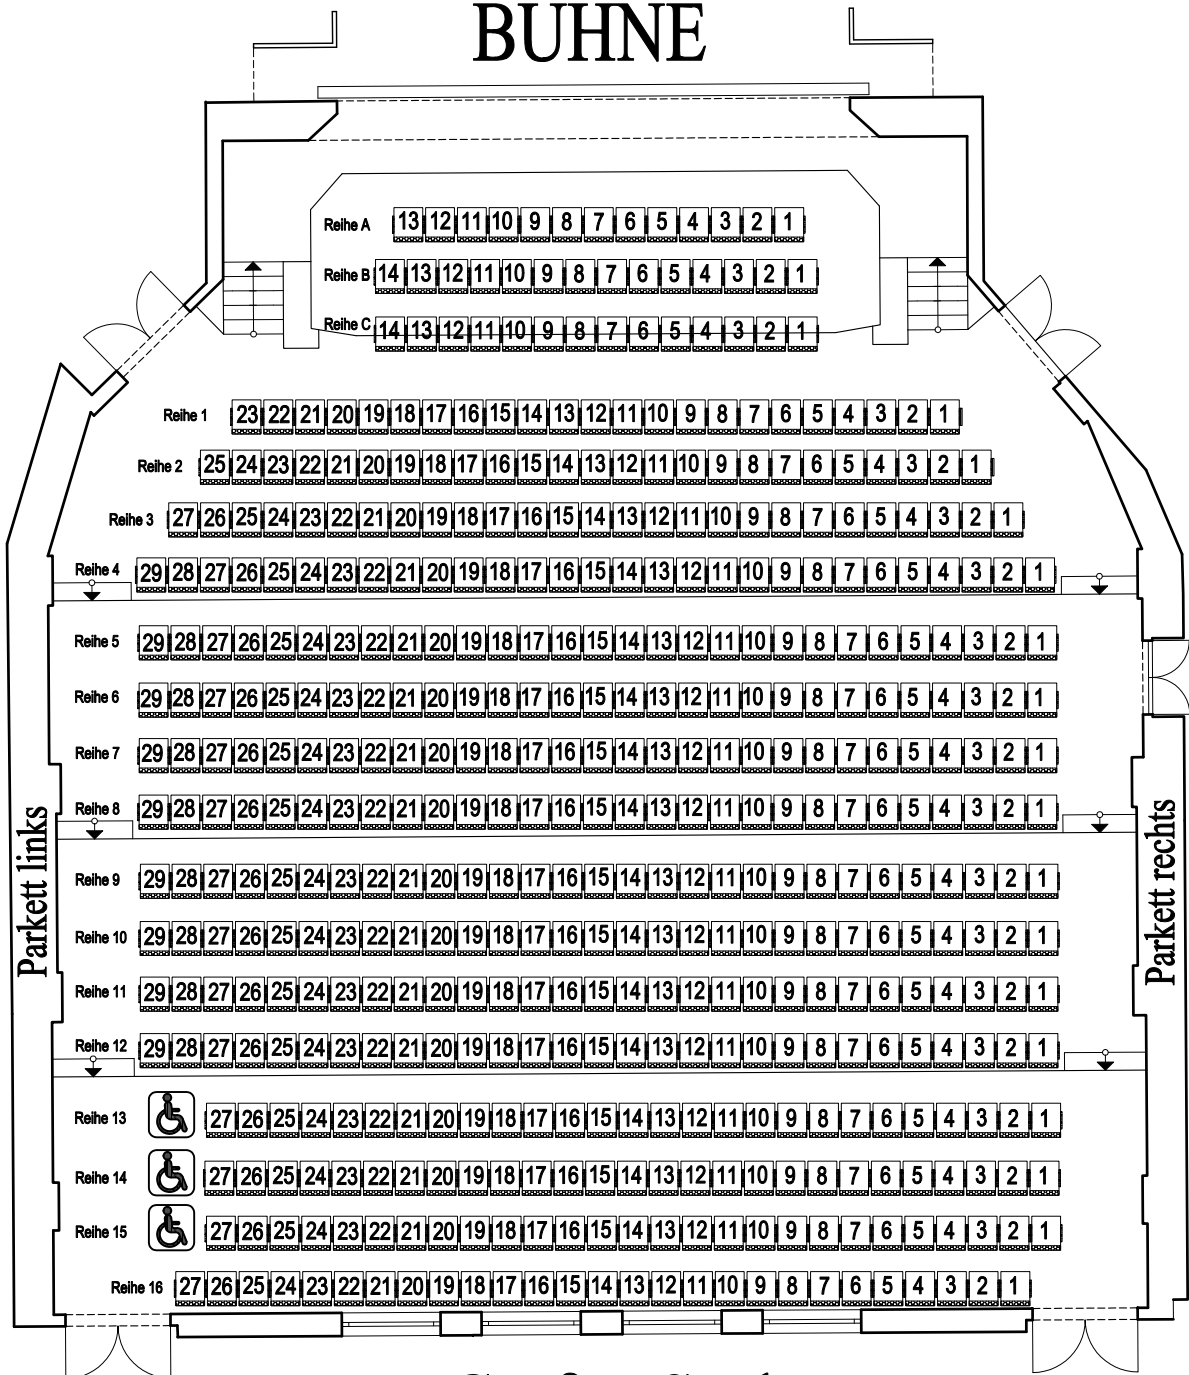 BÜHNE
Reihe A 13 12 11 10 9 8 7 6 5 4 3 2 1
Reihe B 14 13 12 11 10 9 8 7 6 5 4 3 2 1
Reihe C 14 13 12 11 10 9 8 7 6 5 4 3 2 1
Reihe 1 23 22 21 20 19 18 17 16 15 14 13 12 11 10 9 8 7 6 5 4 3 2 1
Reihe 2 25 24 23 22 21 20 19 18 17 16 15 14 13 12 11 10 9 8 7 6 5 4 3 2 1
Reihe 3 27 26 25 24 23 22 21 20 19 18 17 16 15 14 13 12 11 10 9 8 7 6 5 4 3 2 1
Reihe 4 29 28 27 26 25 24 23 22 21 20 19 18 17 16 15 14 13 12 11 10 9 8 7 6 5 4 3 2 1
Reihe 5 29 28 27 26 25 24 23 22 21 20 19 18 17 16 15 14 13 12 11 10 9 8 7 6 5 4 3 2 1
Reihe 6 29 28 27 26 25 24 23 22 21 20 19 18 17 16 15 14 13 12 11 10 9 8 7 6 5 4 3 2 1
Reihe 7 29 28 27 26 25 24 23 22 21 20 19 18 17 16 15 14 13 12 11 10 9 8 7 6 5 4 3 2 1
Reihe 8 29 28 27 26 25 24 23 22 21 20 19 18 17 16 15 14 13 12 11 10 9 8 7 6 5 4 3 2 1
Parkett links
Parkett rechts
Reihe 9 29 28 27 26 25 24 23 22 21 20 19 18 17 16 15 14 13 12 11 10 9 8 7 6 5 4 3 2 1
Reihe 10 29 28 27 26 25 24 23 22 21 20 19 18 17 16 15 14 13 12 11 10 9 8 7 6 5 4 3 2 1
Reihe 11 29 28 27 26 25 24 23 22 21 20 19 18 17 16 15 14 13 12 11 10 9 8 7 6 5 4 3 2 1
Reihe 12 29 28 27 26 25 24 23 22 21 20 19 18 17 16 15 14 13 12 11 10 9 8 7 6 5 4 3 2 1
Reihe 13 27 26 25 24 23 22 21 20 19 18 17 16 15 14 13 12 11 10 9 8 7 6 5 4 3 2 1
Reihe 14 27 26 25 24 23 22 21 20 19 18 17 16 15 14 13 12 11 10 9 8 7 6 5 4 3 2 1
Reihe 15 27 26 25 24 23 22 21 20 19 18 17 16 15 14 13 12 11 10 9 8 7 6 5 4 3 2 1
Reihe 16 27 26 25 24 23 22 21 20 19 18 17 16 15 14 13 12 11 10 9 8 7 6 5 4 3 2 1